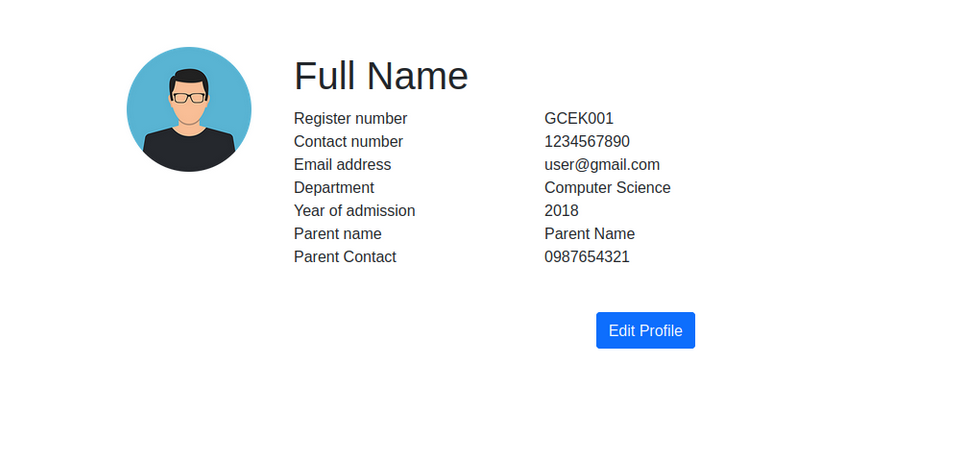 Full Name
Register number GCEK001
Contact number 1234567890
Email address user@gmail.com
Department Computer Science
Year of admission 2018
Parent name Parent Name
Parent Contact 0987654321
Edit Profile